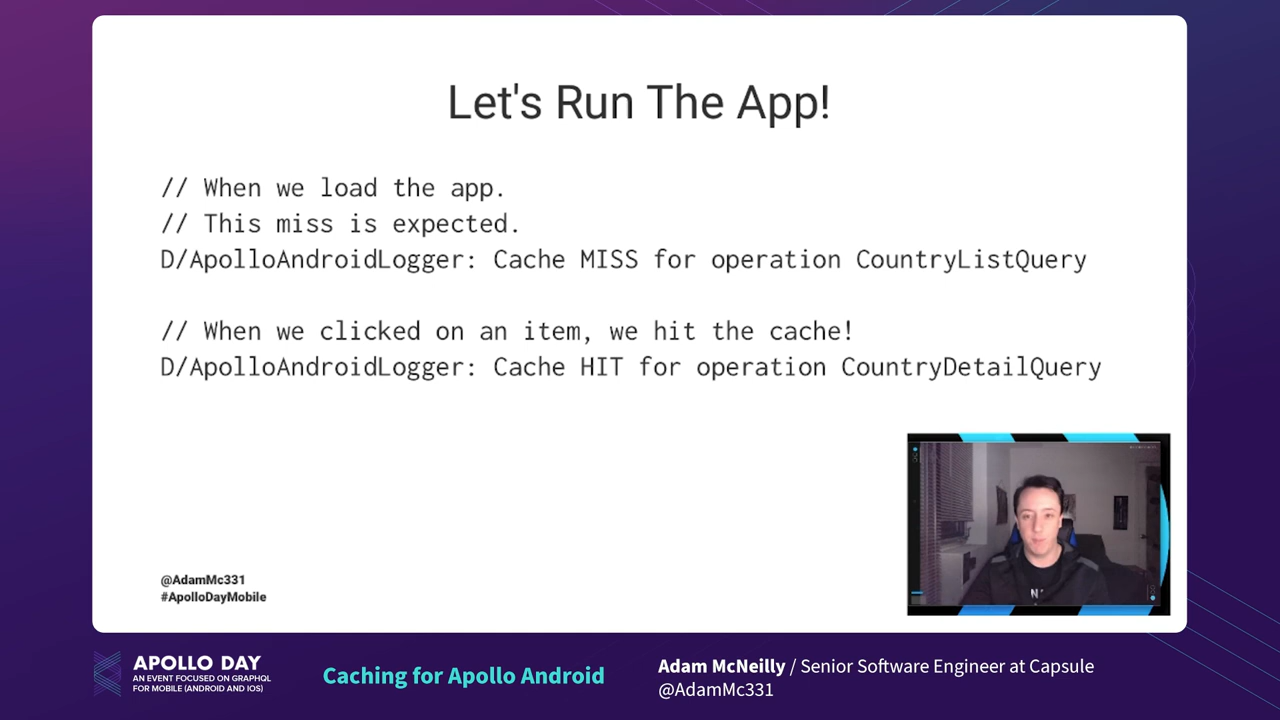 Let's Run The App!
// When we load the app.
// This miss is expected.
D/ApolloAndroidLogger: Cache MISS for operation CountryListQuery
// When we clicked on an item, we hit the cache!
D/ApolloAndroidLogger: Cache HIT for operation CountryDetailQuery
@AdamMc331
#ApolloDayMobile
APOLLO DAY
AN EVENT FOCUSED ON GRAPHQL
FOR MOBILE (ANDROID AND IOS)
Caching for Apollo Android
Adam McNeilly / Senior Software Engineer at Capsule
@AdamMc331